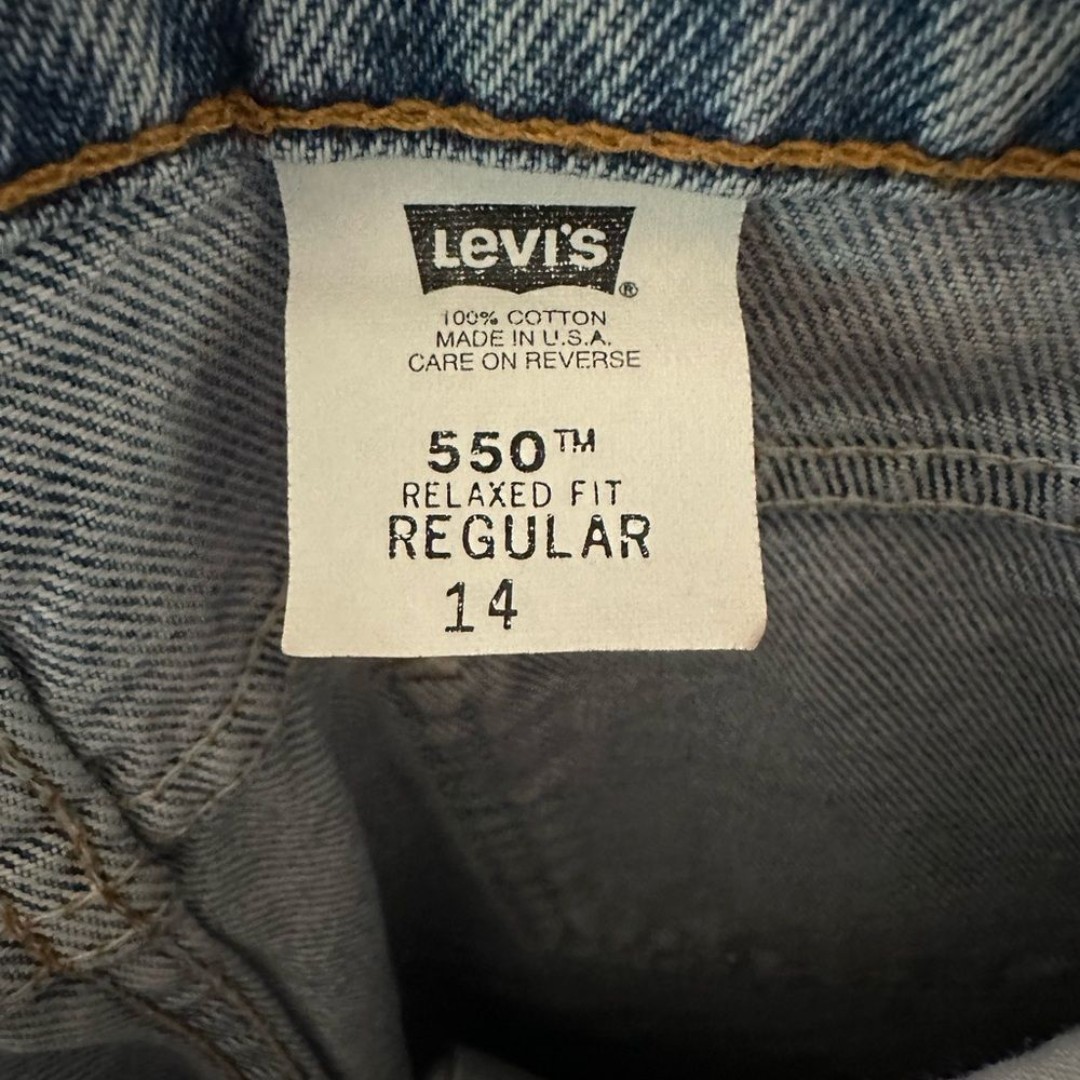 LEVI'S®
100% COTTON
MADE IN U.S.A.
CARE ON REVERSE
550™
RELAXED FIT
REGULAR
14